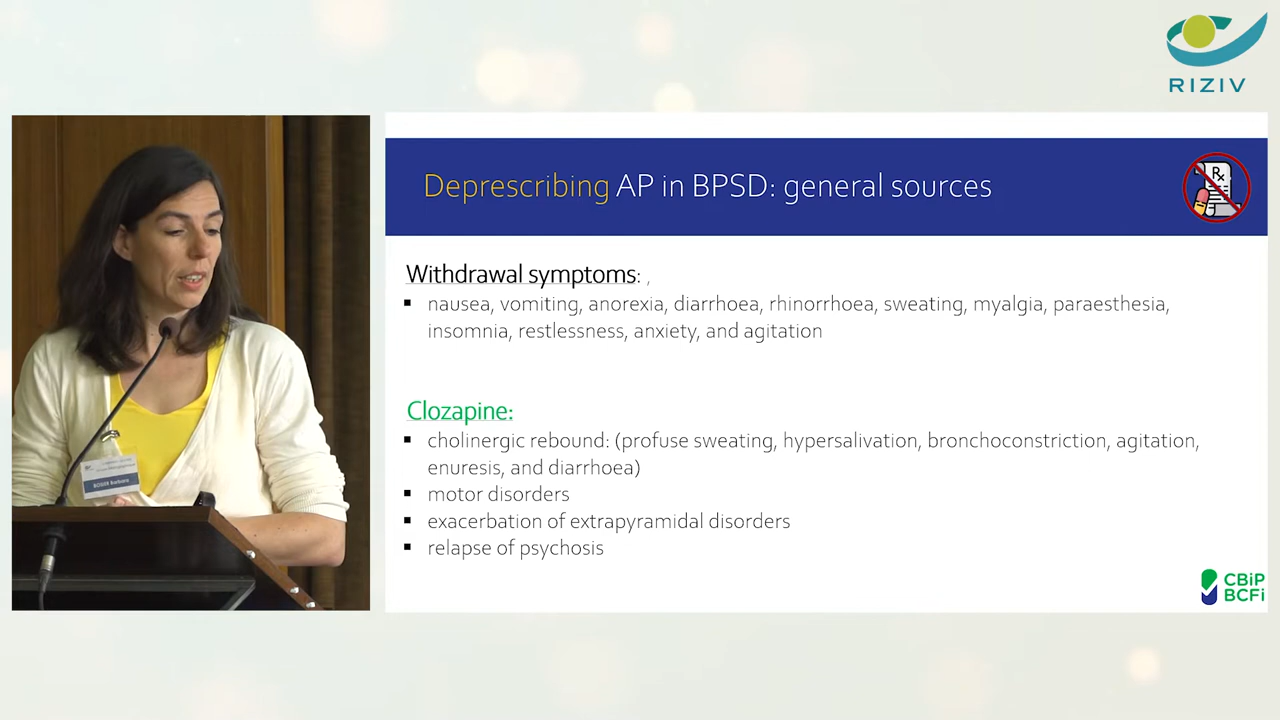 RIZIV
Deprescribing AP in BPSD: general sources
Withdrawal symptoms: ,
▪ nausea, vomiting, anorexia, diarrhoea, rhinorrhoea, sweating, myalgia, paraesthesia,
insomnia, restlessness, anxiety, and agitation
Clozapine:
▪ cholinergic rebound: (profuse sweating, hypersalivation, bronchoconstriction, agitation,
enuresis, and diarrhoea)
▪ motor disorders
▪ exacerbation of extrapyramidal disorders
▪ relapse of psychosis
CBiP
BCFi
Rx
Barbara